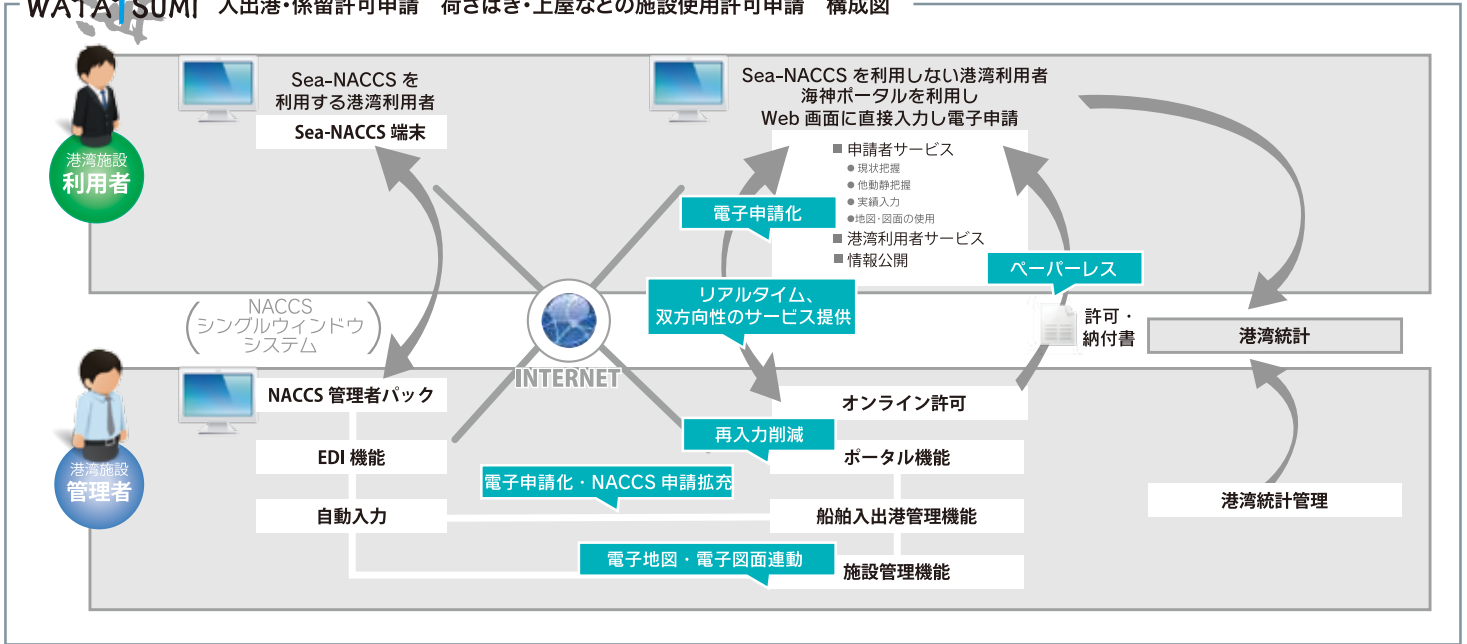 WATATSUMI 入出港・係留許可申請 荷さばき・上屋などの施設使用許可申請 構成図
港湾施設
利用者
Sea-NACCS を
利用する港湾利用者
Sea-NACCS 端末
Sea-NACCS を利用しない港湾利用者
海神ポータルを利用し
Web 画面に直接入力し電子申請
■ 申請者サービス
● 現状把握
● 他動静把握
● 実績入力
●地図・図面の使用
■ 港湾利用者サービス
■ 情報公開
電子申請化
ペーパーレス
リアルタイム、
双方向性のサービス提供
NACCS
シングルウィンドウ
システム
INTERNET
許可・
納付書
港湾統計
港湾施設
管理者
NACCS 管理者パック
EDI 機能
自動入力
オンライン許可
再入力削減
ポータル機能
電子申請化・NACCS 申請拡充
船舶入出港管理機能
電子地図・電子図面連動
施設管理機能
港湾統計管理